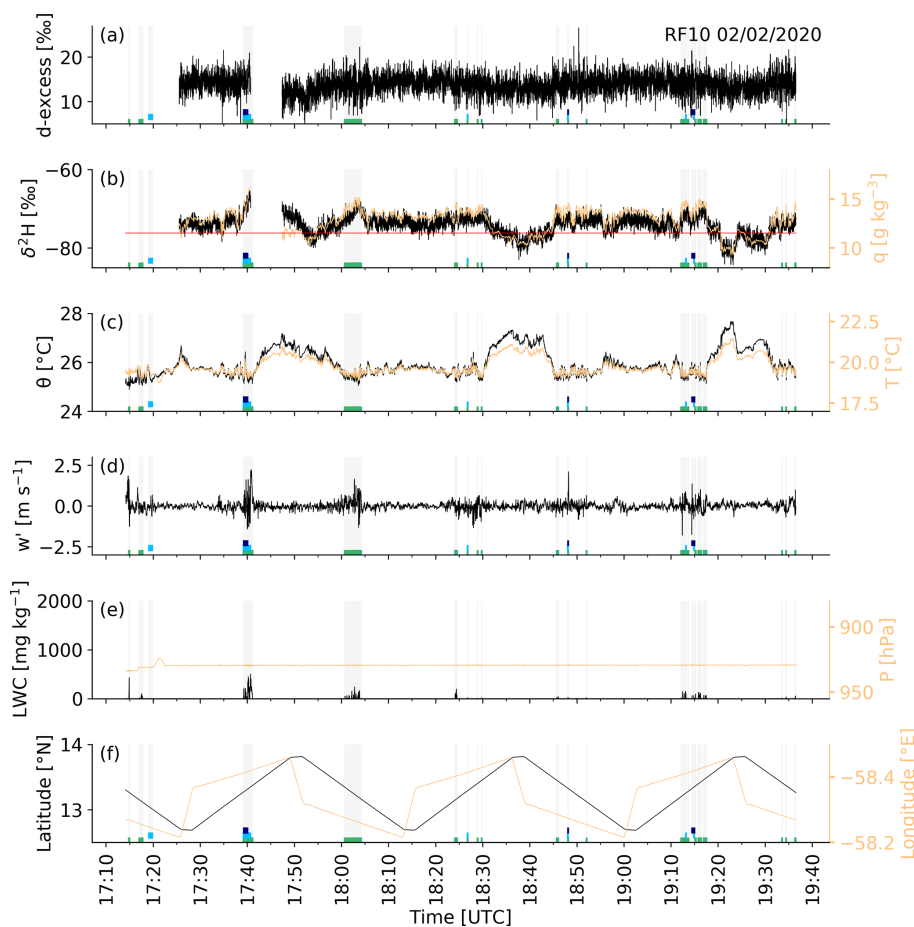 (a)
RF10 02/02/2020
d-excess [‰]
20
10
(b)
δ²H [‰]
−60
−80
q [g kg⁻³]
15
10
(c)
θ [°C]
28
26
24
T [°C]
22.5
20.0
17.5
(d)
w' [m s⁻¹]
2.5
0.0
−2.5
(e)
LWC [mg kg⁻¹]
2000
1000
0
P [hPa]
900
950
(f)
Latitude [°N]
14
13
Longitude [°E]
−58.4
−58.2
17:10 17:20 17:30 17:40 17:50 18:00 18:10 18:20 18:30 18:40 18:50 19:00 19:10 19:20 19:30 19:40
Time [UTC]